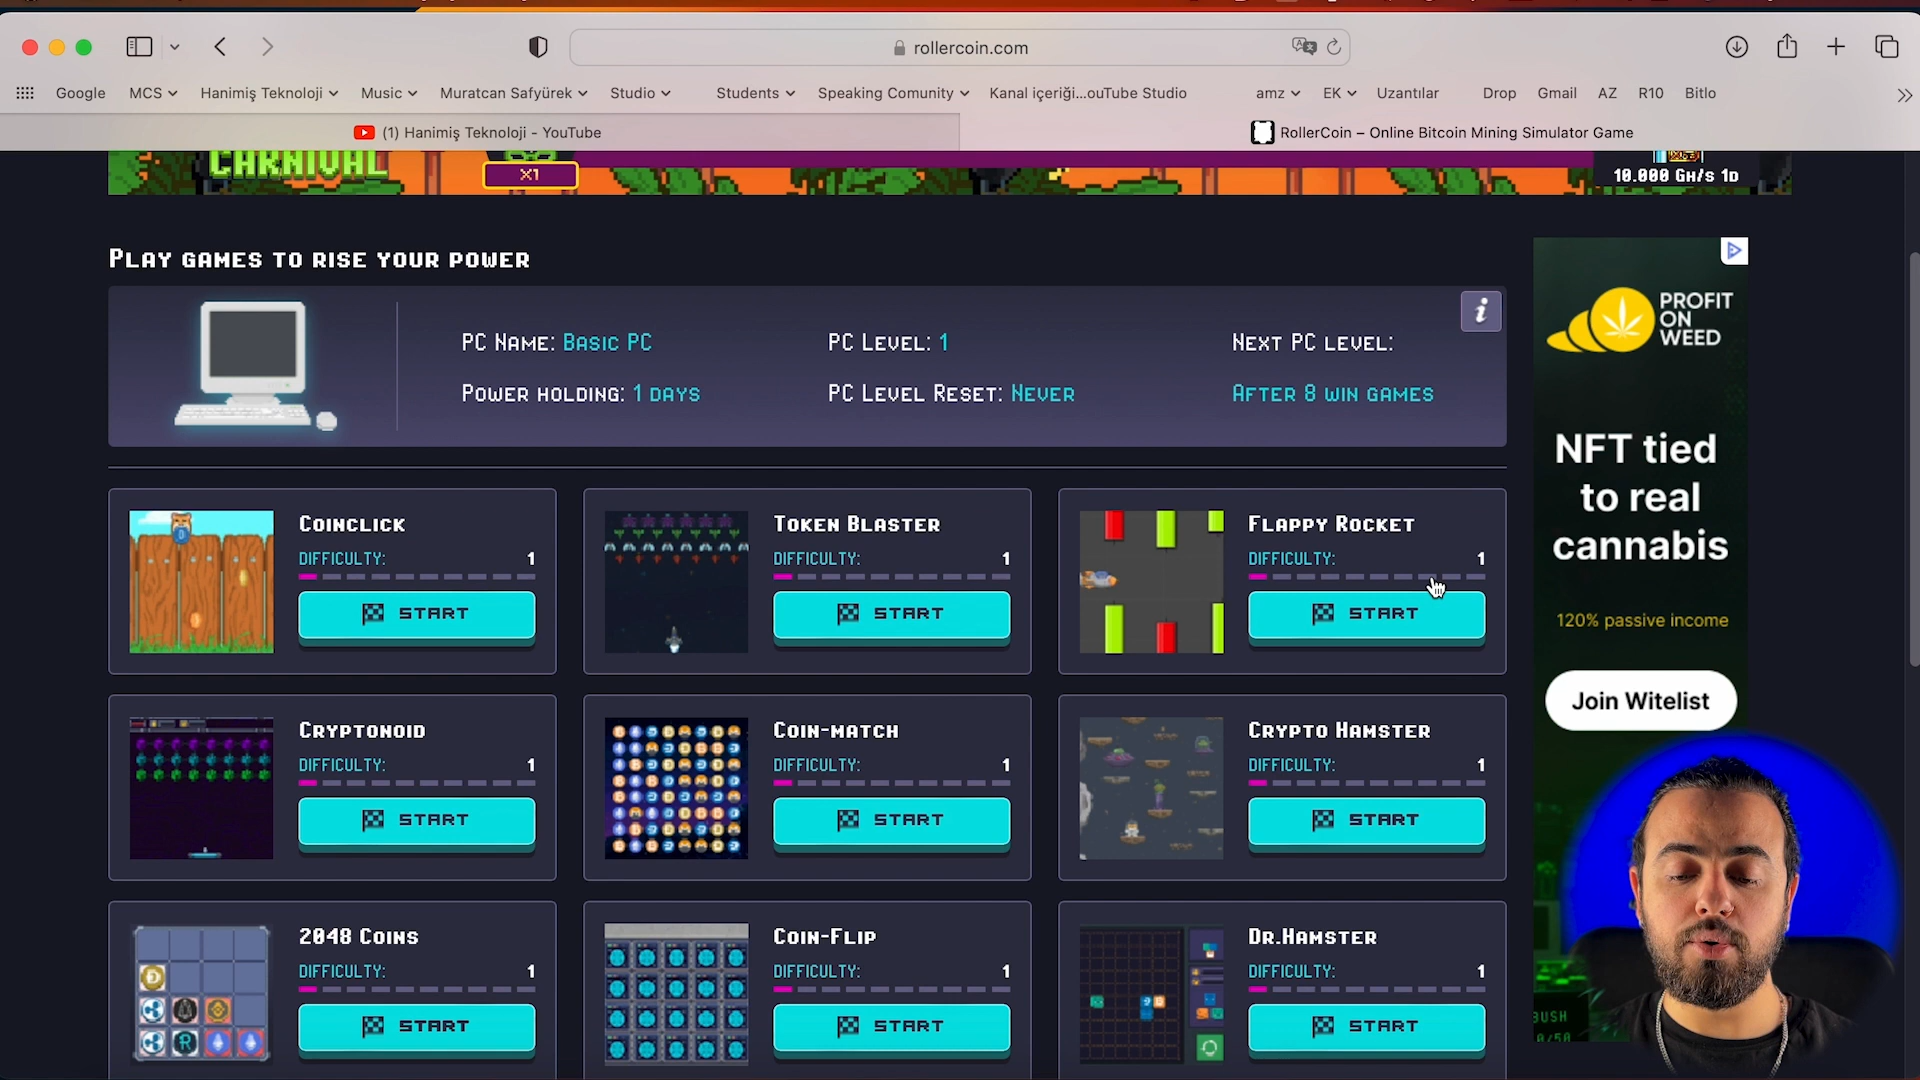 rollercoin.com
Google
MCS
Hanimiş Teknoloji
Music
Muratcan Safyürek
Studio
Students
Speaking Comunity
Kanal içeriği...ouTube Studio
amz
EK
Uzantılar
Drop
Gmail
AZ
R10
Bitlo
(1) Hanimiş Teknoloji - YouTube
RollerCoin – Online Bitcoin Mining Simulator Game
CARNIVAL
X1
10.000 GH/S 1D
PLAY GAMES TO RISE YOUR POWER
PC NAME: BASIC PC
PC LEVEL: 1
NEXT PC LEVEL:
POWER HOLDING: 1 DAYS
PC LEVEL RESET: NEVER
AFTER 8 WIN GAMES
COINCLICK
DIFFICULTY: 1
START
TOKEN BLASTER
DIFFICULTY: 1
START
FLAPPY ROCKET
DIFFICULTY: 1
START
CRYPTONOID
DIFFICULTY: 1
START
COIN-MATCH
DIFFICULTY: 1
START
CRYPTO HAMSTER
DIFFICULTY: 1
START
2048 COINS
DIFFICULTY: 1
START
COIN-FLIP
DIFFICULTY: 1
START
DR.HAMSTER
DIFFICULTY: 1
START
PROFIT
ON
WEED
NFT tied
to real
cannabis
120% passive income
Join Witelist